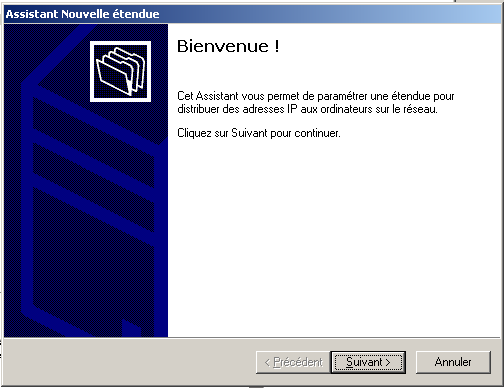 Assistant Nouvelle étendue
Bienvenue !
Cet Assistant vous permet de paramétrer une étendue pour
distribuer des adresses IP aux ordinateurs sur le réseau.
Cliquez sur Suivant pour continuer.
< Précédent
Suivant >
Annuler